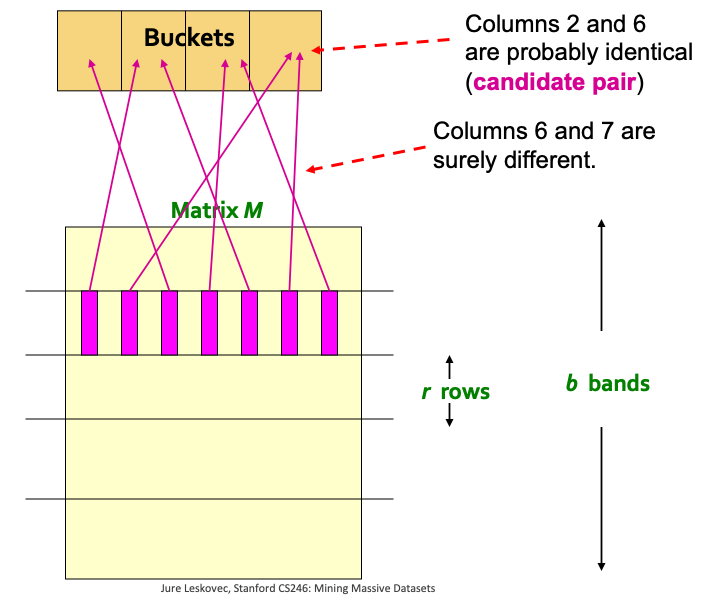 Buckets
Columns 2 and 6
are probably identical
(candidate pair)
Columns 6 and 7 are
surely different.
Matrix M
r rows
b bands
Jure Leskovec, Stanford CS246: Mining Massive Datasets